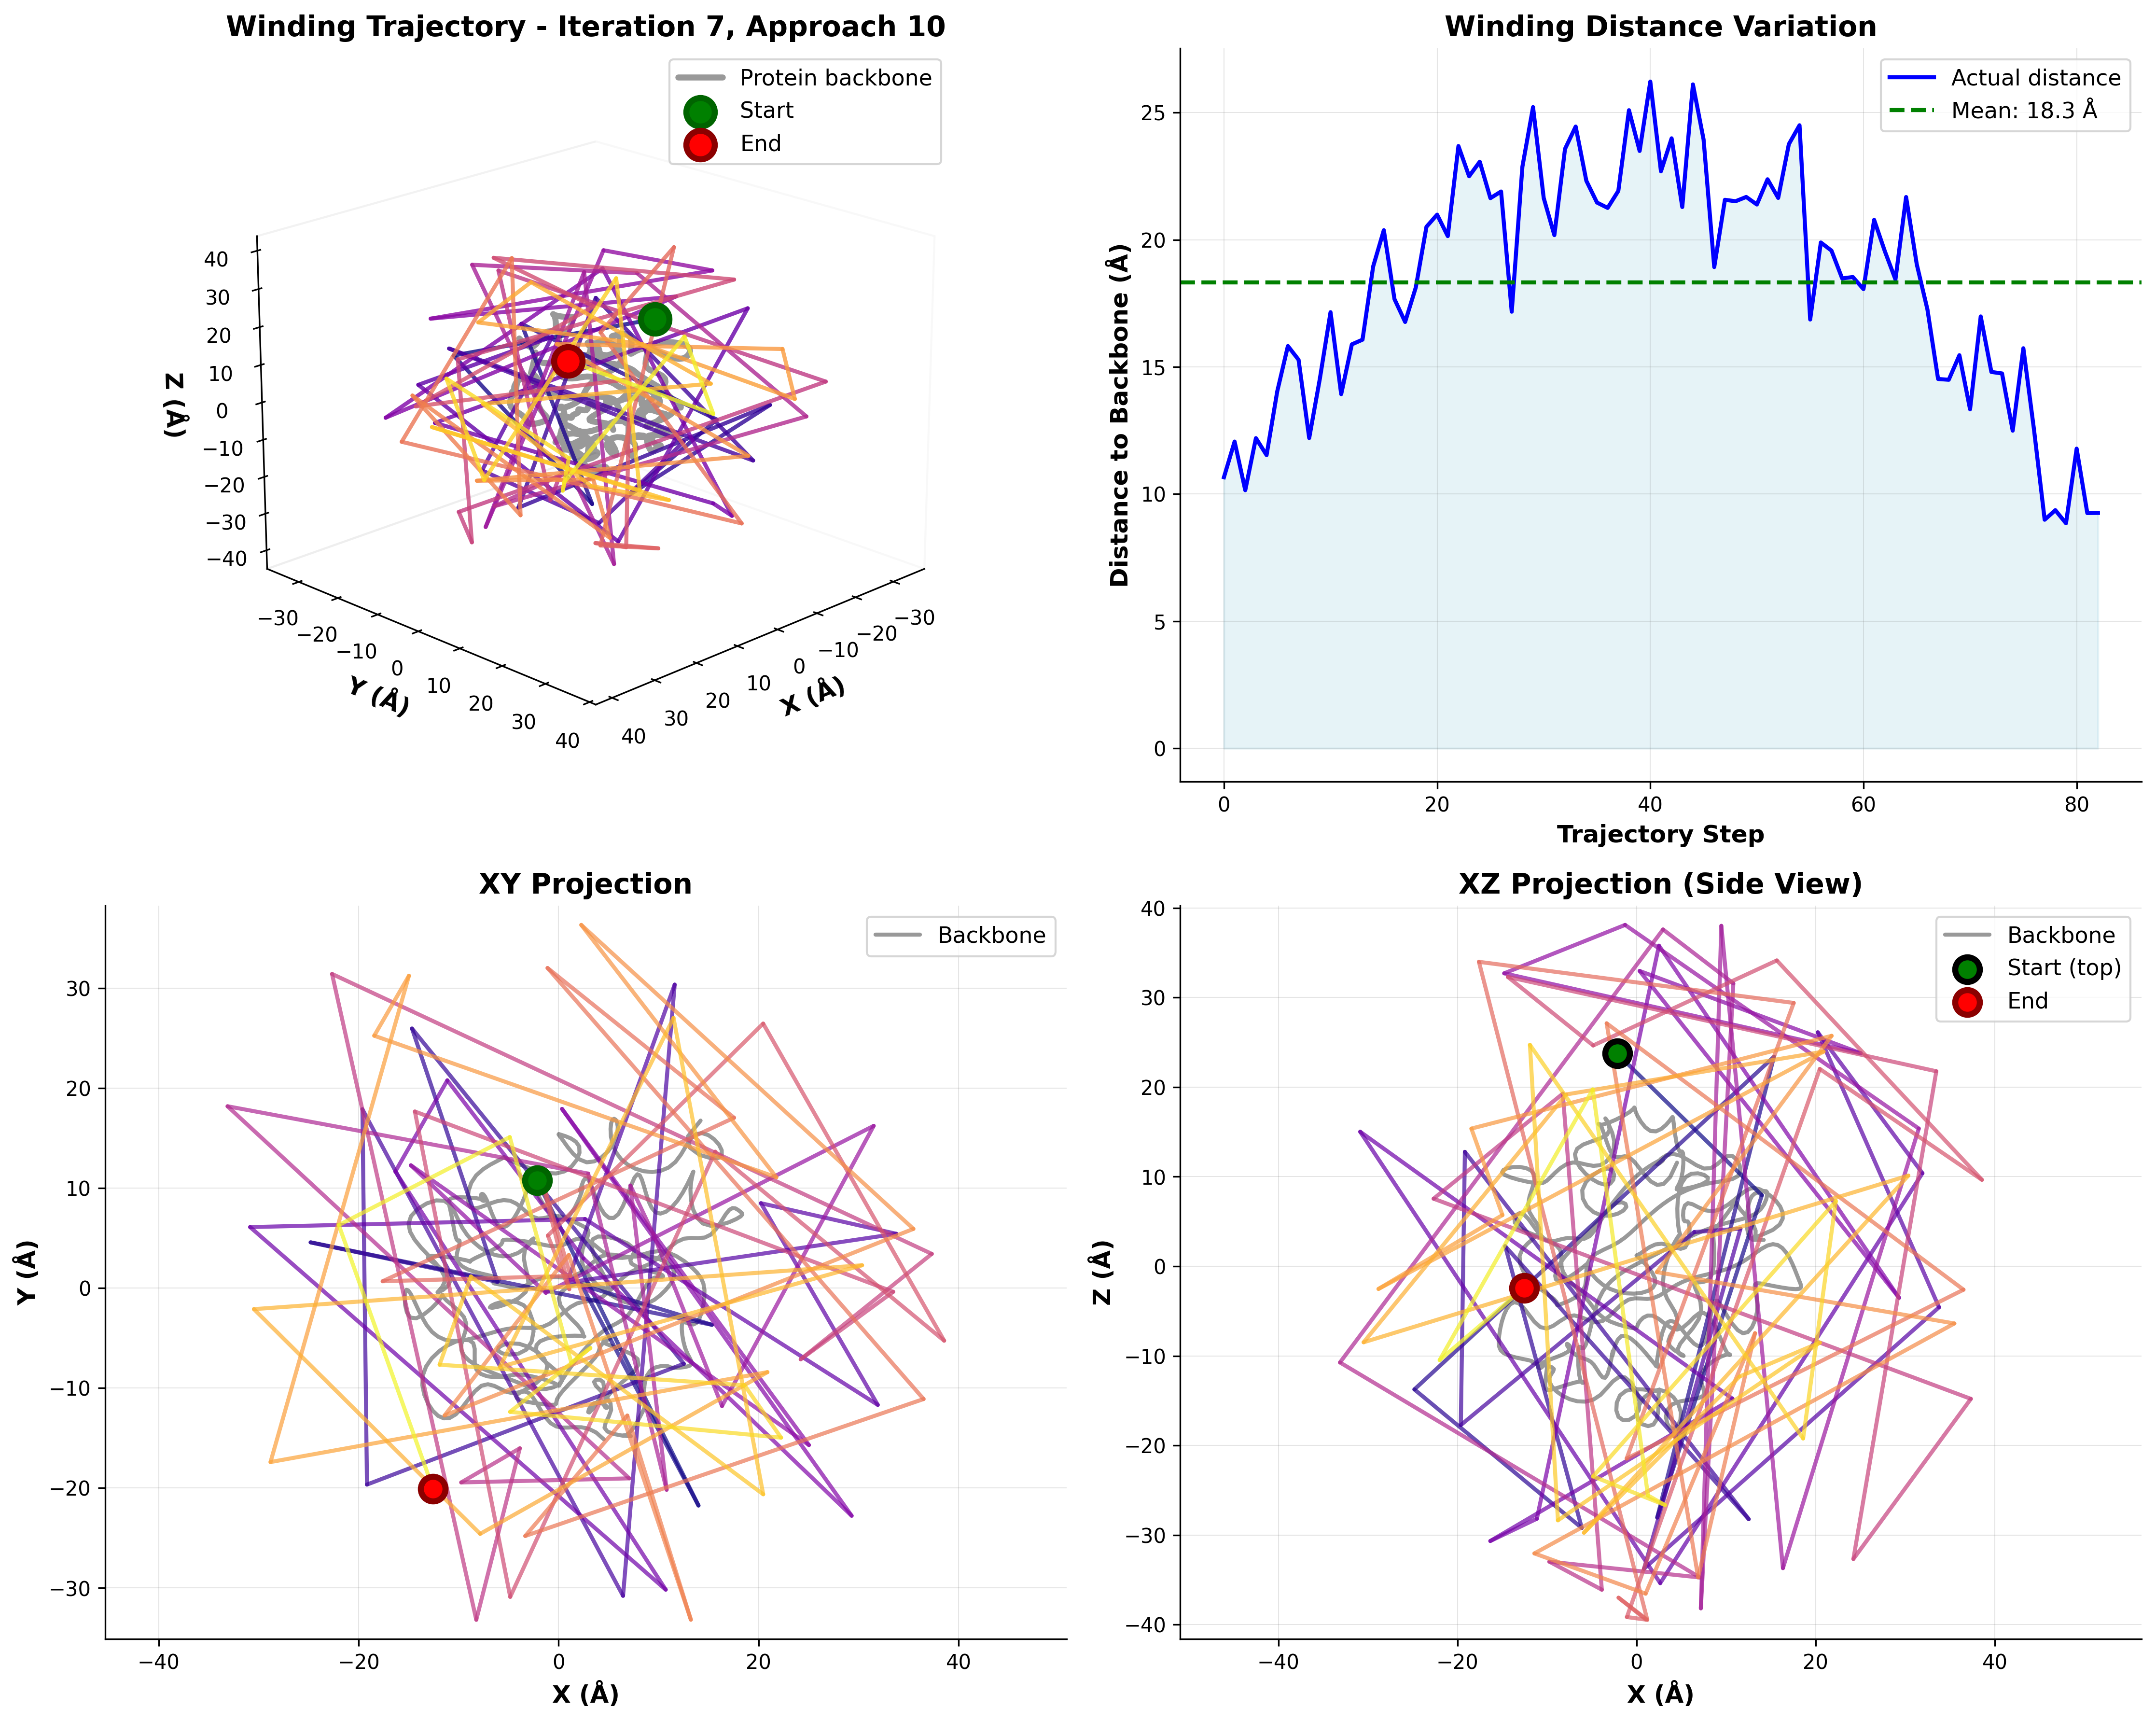 Winding Trajectory - Iteration 7, Approach 10
Protein backbone
Start
End
40
30
20
10
0
−10
−20
−30
−40
Z (Å)
−30
−20
−10
0
10
20
30
40
Y (Å)
40
30
20
10
0
−10
−20
−30
X (Å)
Winding Distance Variation
Actual distance
Mean: 18.3 Å
25
20
15
10
5
0
Distance to Backbone (Å)
0
20
40
60
80
Trajectory Step
XY Projection
Backbone
30
20
10
0
−10
−20
−30
Y (Å)
−40
−20
0
20
40
X (Å)
XZ Projection (Side View)
Backbone
Start (top)
End
40
30
20
10
0
−10
−20
−30
−40
Z (Å)
−40
−20
0
20
40
X (Å)